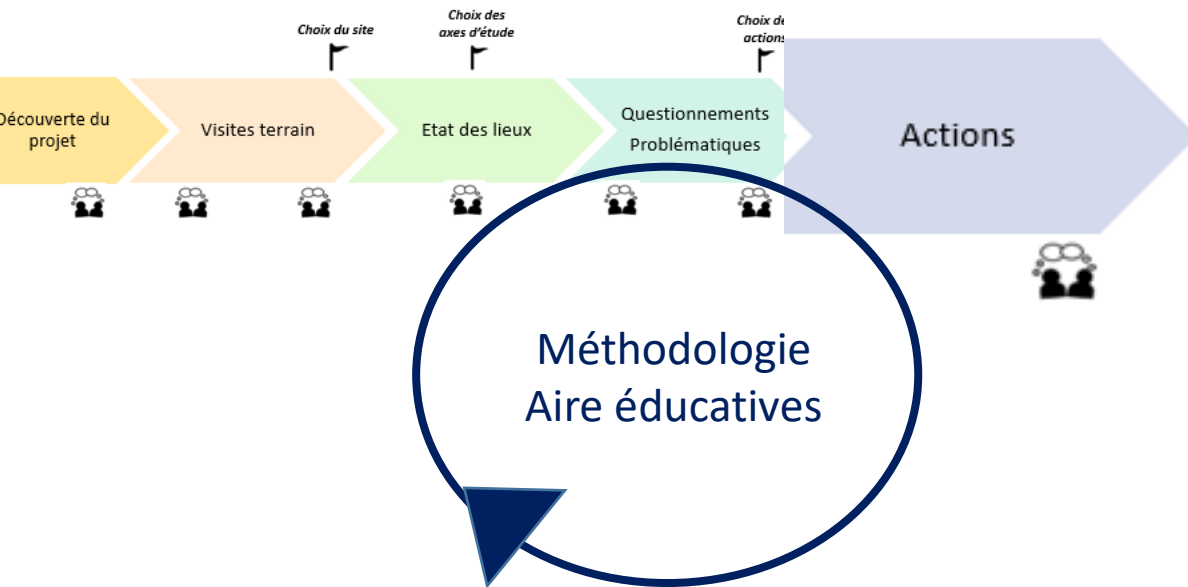 Choix du site
Choix des
axes d'étude
Choix de
actions
Découverte du
projet
Visites terrain
Etat des lieux
Questionnements
Problématiques
Actions
Méthodologie
Aire éducatives